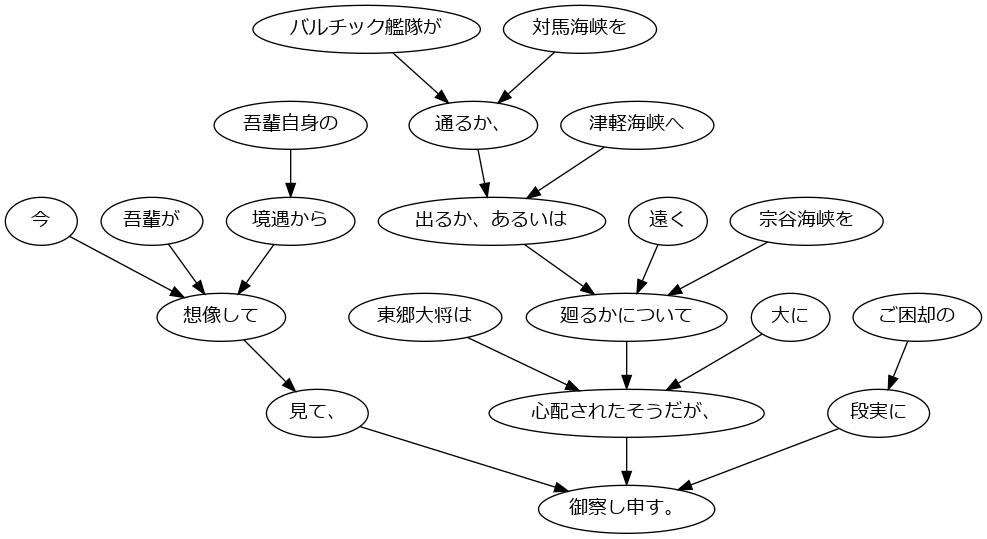 バルチック艦隊が
対馬海峡を
吾輩自身の
通るか、
津軽海峡へ
今
吾輩が
境遇から
出るか、あるいは
遠く
宗谷海峡を
想像して
東郷大将は
廻るかについて
大に
ご困却の
見て、
心配されたそうだが、
段実に
御察し申す。